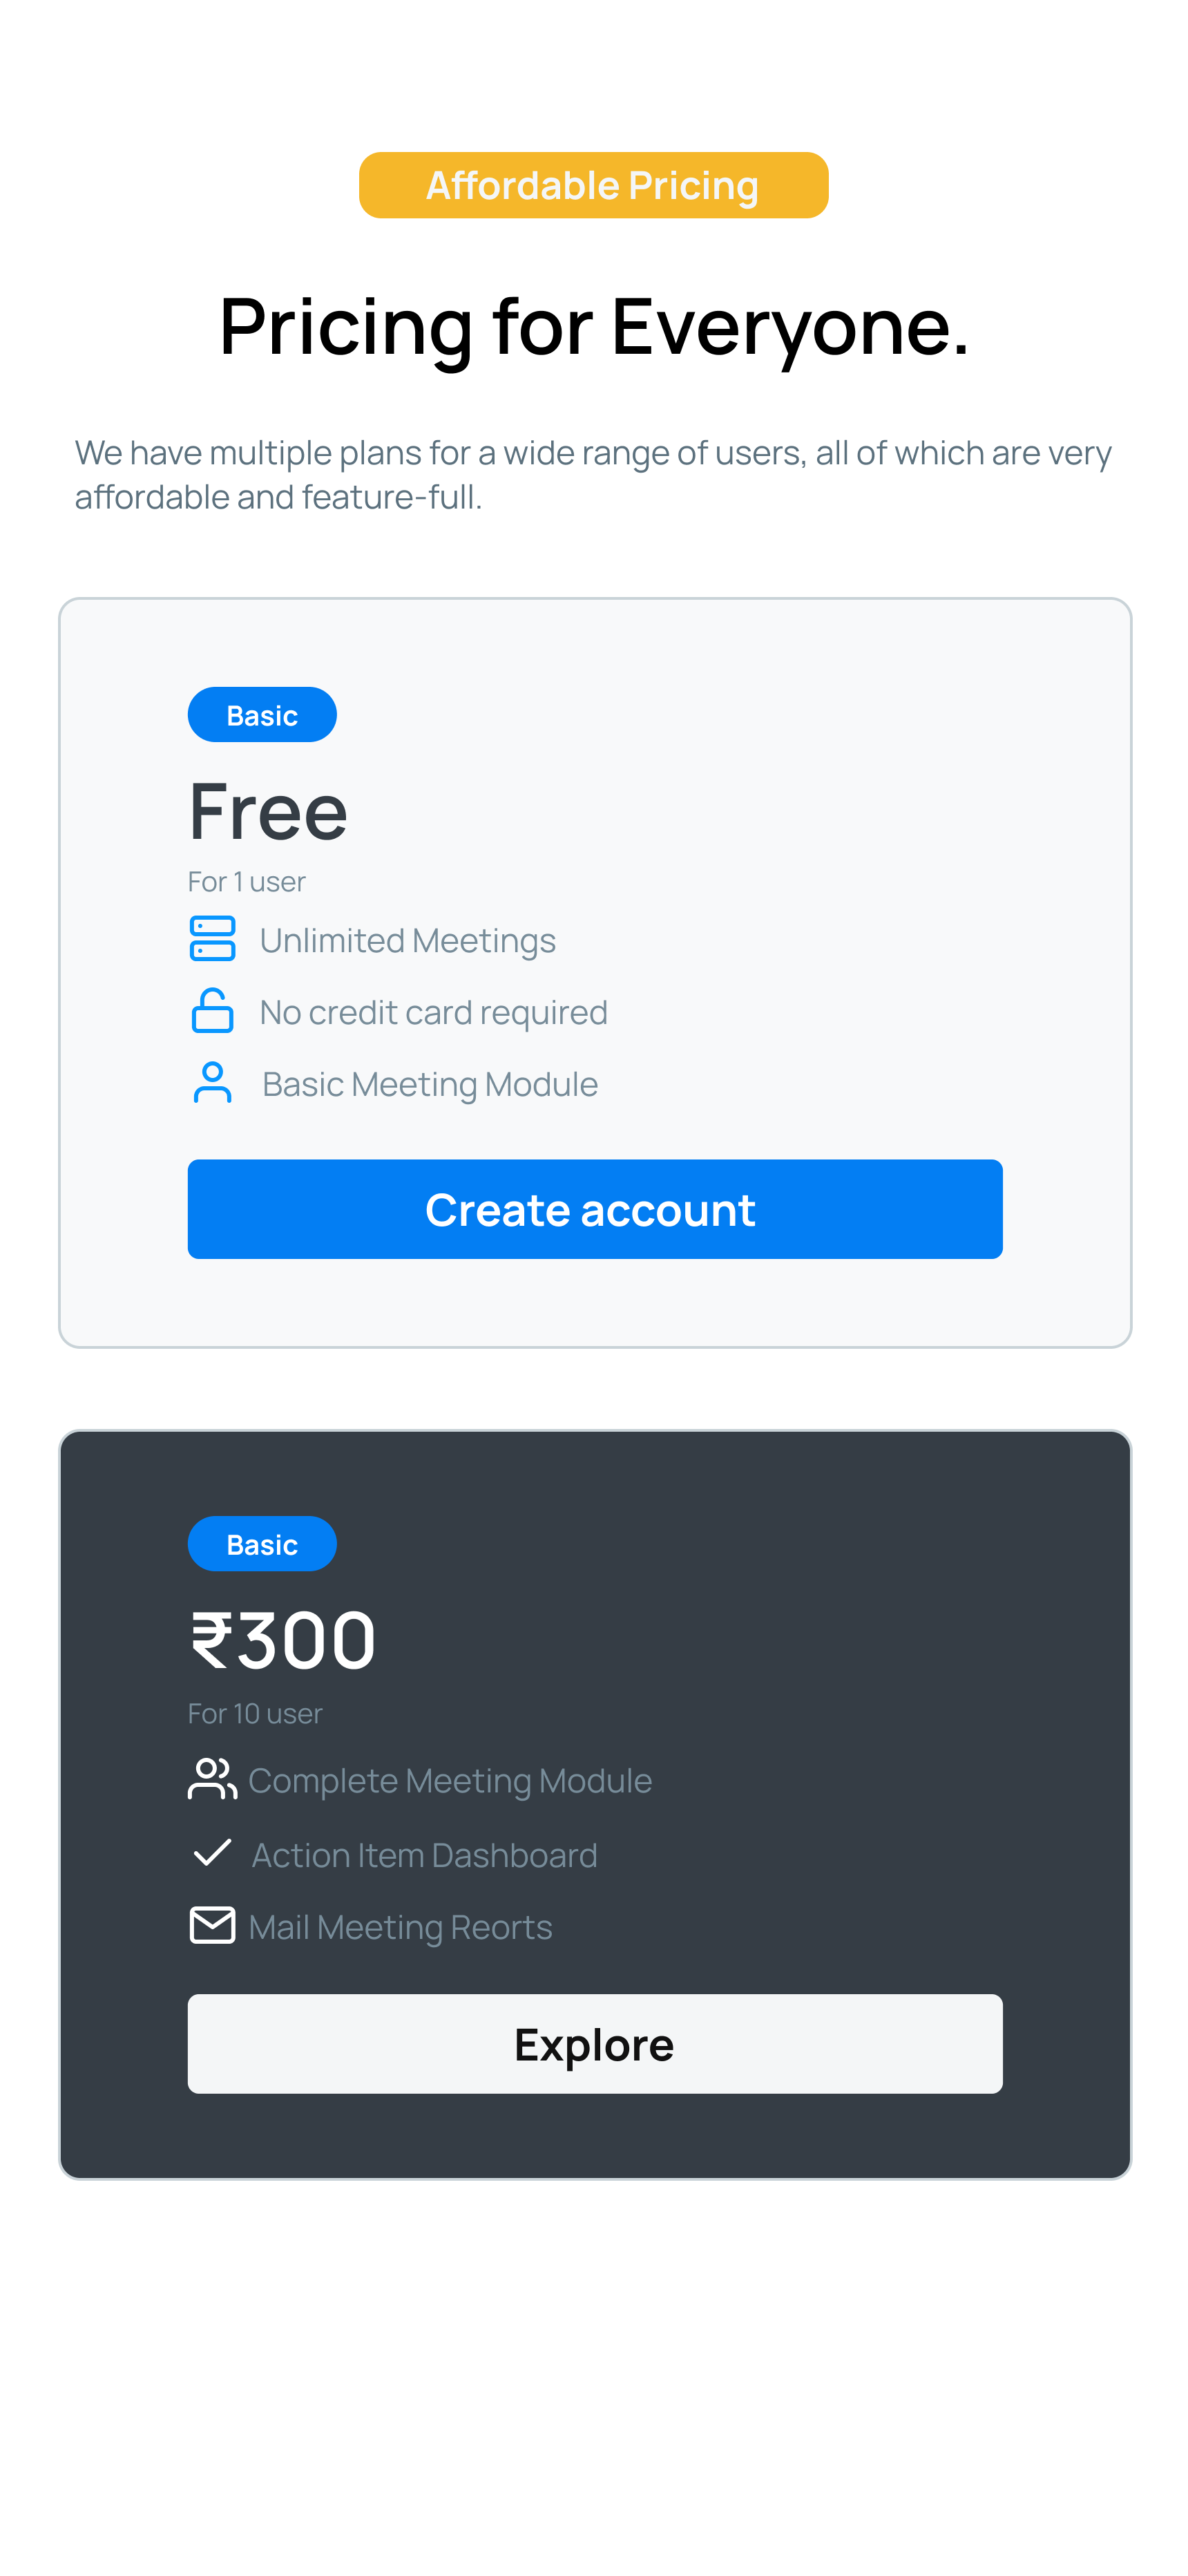 Affordable Pricing
Pricing for Everyone.
We have multiple plans for a wide range of users, all of which are very
affordable and feature-full.
Basic
Free
For 1 user
Unlimited Meetings
No credit card required
Basic Meeting Module
Create account
Basic
₹300
For 10 user
Complete Meeting Module
Action Item Dashboard
Mail Meeting Reorts
Explore